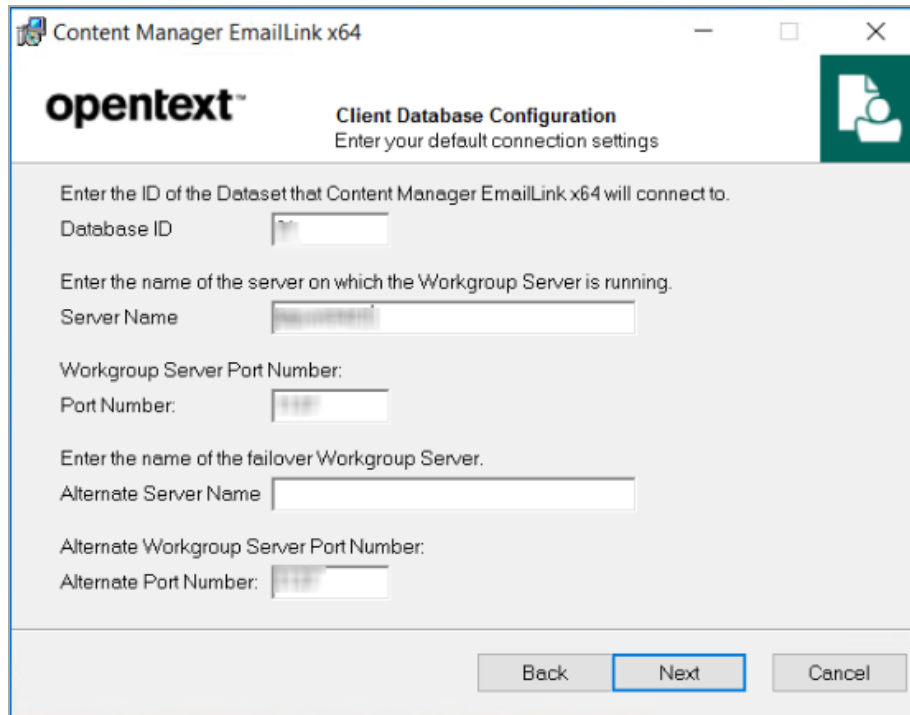 Content Manager EmailLink x64
opentext™
Client Database Configuration
Enter your default connection settings
Enter the ID of the Dataset that Content Manager EmailLink x64 will connect to.
Database ID
Enter the name of the server on which the Workgroup Server is running.
Server Name
Workgroup Server Port Number:
Port Number:
Enter the name of the failover Workgroup Server.
Alternate Server Name
Alternate Workgroup Server Port Number:
Alternate Port Number:
Back Next Cancel